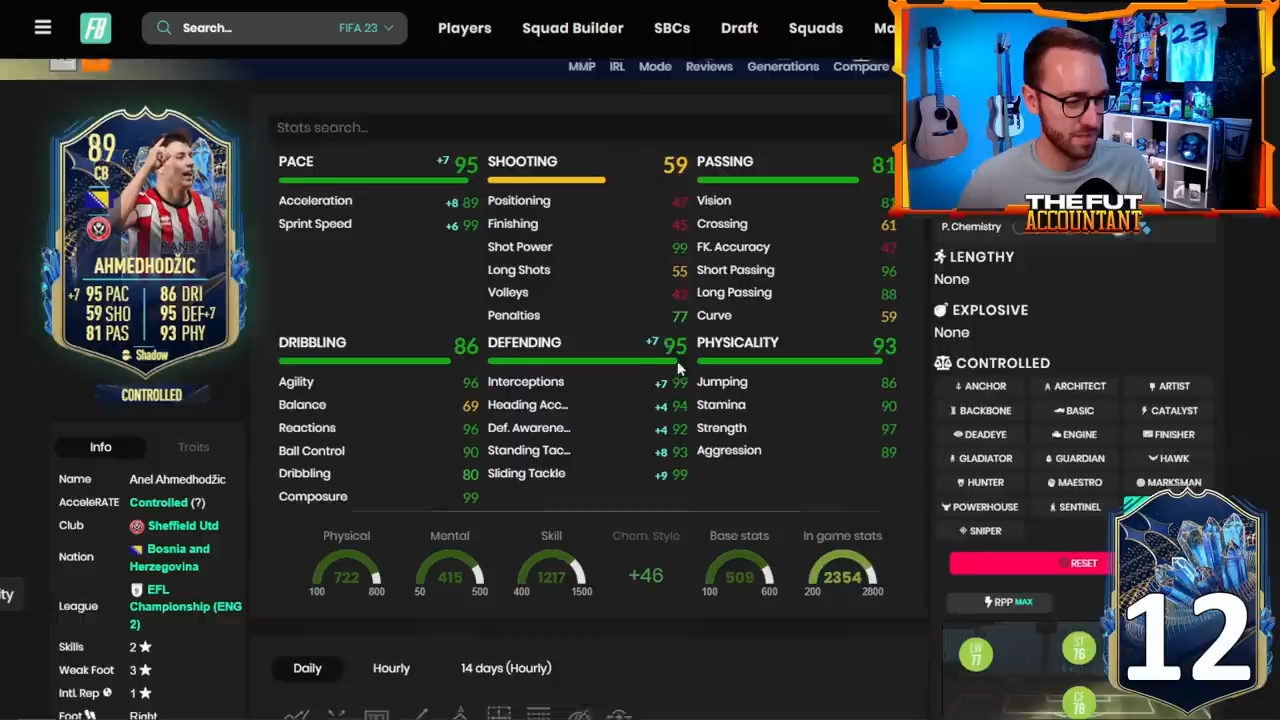 FB
Search...
FIFA 23
Players
Squad Builder
SBCs
Draft
Squads
Ma
23
MMP
IRL
Mode
Reviews
Generations
Compare
Stats search...
THE FUT
ACCOUNTANT
89
CB
AHMEDHODŽIĆ
+7 95 PAC 86 DRI
59 SHO 95 DEF+7
81 PAS 93 PHY
Shadow
CONTROLLED
PACE +7 95
Acceleration +8 89
Sprint Speed +6 99
SHOOTING 59
Positioning 47
Finishing 45
Shot Power 99
Long Shots 55
Volleys
Penalties 77
PASSING 81
Vision
Crossing 61
FK. Accuracy 47
Short Passing 96
Long Passing 88
Curve 59
DRIBBLING 86
Agility 96
Balance 69
Reactions 96
Ball Control 90
Dribbling 80
Composure 99
DEFENDING +7 95
Interceptions +7 99
Heading Acc... +4 94
Def. Awarene... +4 92
Standing Tac... +8 93
Sliding Tackle +9 99
PHYSICALITY 93
Jumping 86
Stamina 90
Strength 97
Aggression 89
P. Chemistry
LENGTHY
None
EXPLOSIVE
None
CONTROLLED
ANCHOR ARCHITECT ARTIST
BACKBONE BASIC CATALYST
DEADEYE ENGINE FINISHER
GLADIATOR GUARDIAN HAWK
HUNTER MAESTRO MARKSMAN
POWERHOUSE SENTINEL
SNIPER
RESET
RPP MAX
Info
Traits
Name Anel Ahmedhodžic
AcceleRATE Controlled (?)
Club Sheffield Utd
Nation Bosnia and
Herzegovina
League EFL
Championship (ENG
2)
Skills 2
Weak Foot 3
Intl. Rep 1
Foot Right
ity
Physical
722
100 800
Mental
415
50 500
Skill
1217
400 1500
Chem. Style
+46
Base stats
509
100 600
In game stats
2354
200 2800
Daily
Hourly
14 days (Hourly)
LW
77
ST
76
CF
78
12